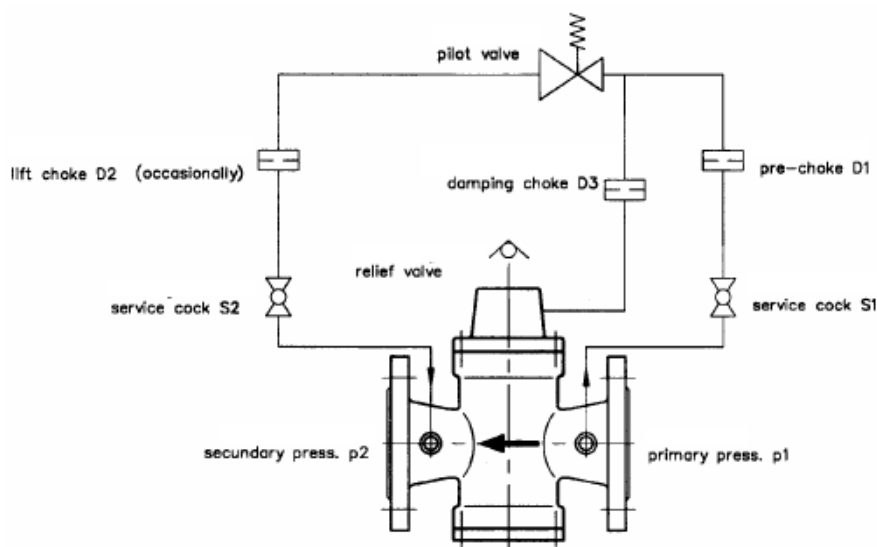 pilot valve
lift choke D2 (occasionally)
damping choke D3
pre-choke D1
relief valve
service cock S2
service cock S1
secundary press. p2
primary press. p1